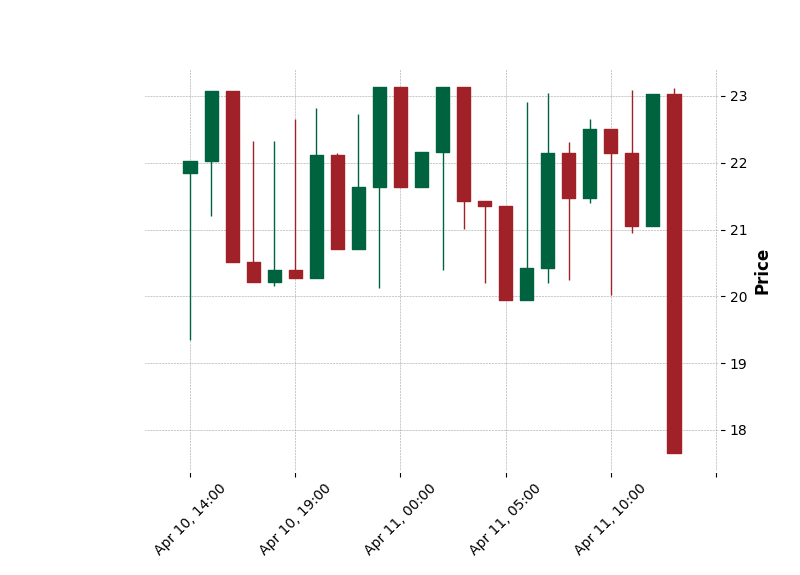 23
22
21
20
19
18
Price
Apr 10, 14:00
Apr 10, 19:00
Apr 11, 00:00
Apr 11, 05:00
Apr 11, 10:00